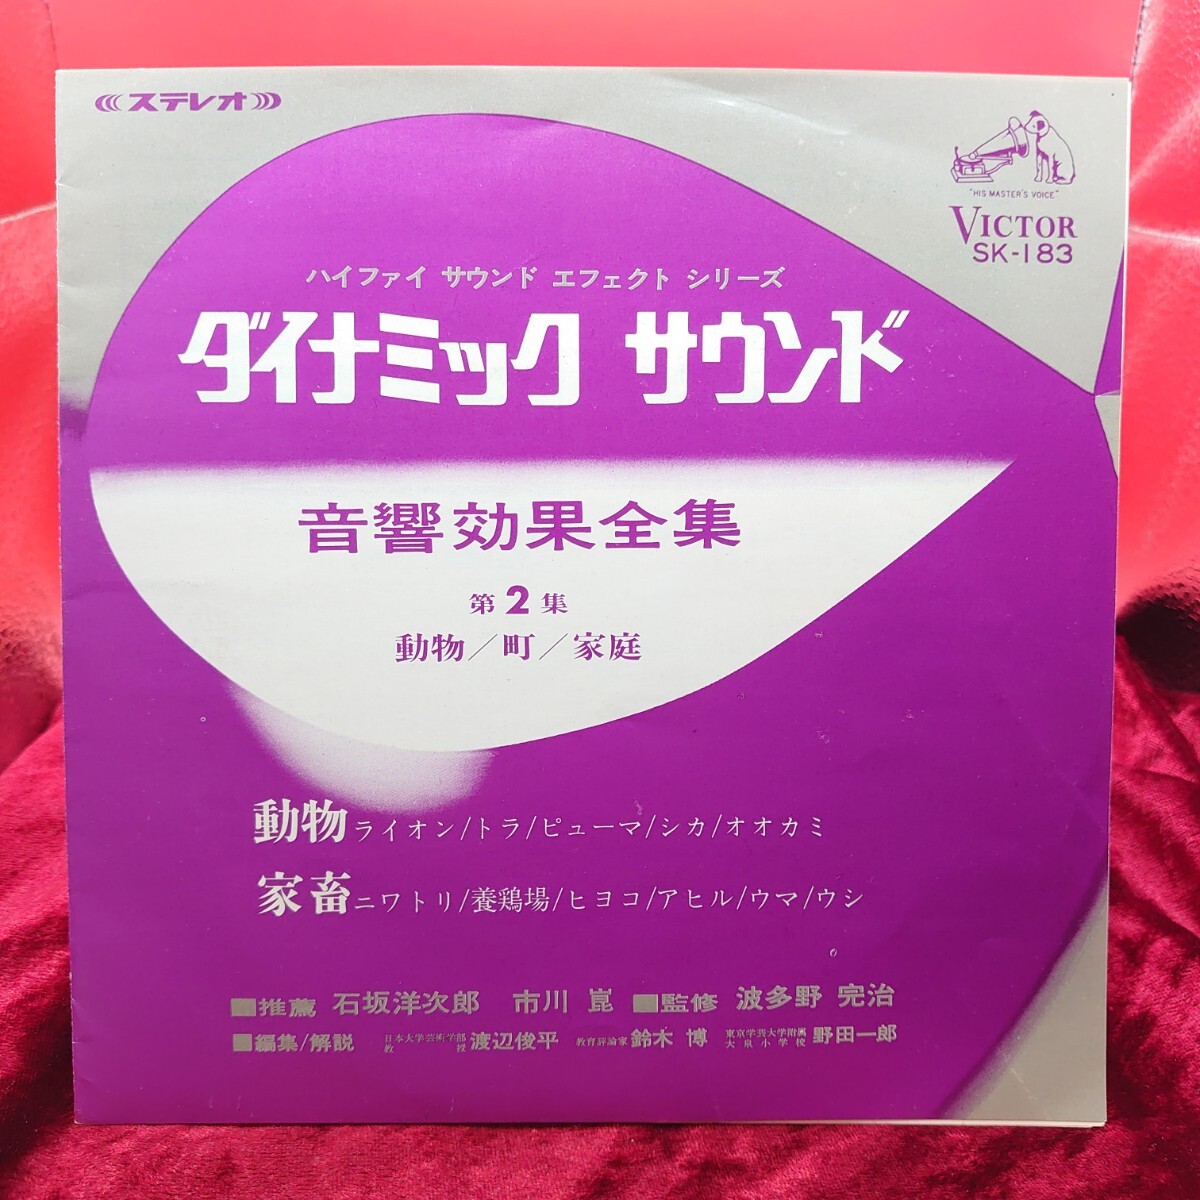 ステレオ
"HIS MASTER'S VOICE"
VICTOR
SK-183
ハイファイ サウンド エフェクト シリーズ
ダイナミック サウンド
音響効果全集
第2集
動物/町/家庭
動物 ライオン/トラ/ピューマ/シカ/オオカミ
家畜 ニワトリ/養鶏場/ヒヨコ/アヒル/ウマ/ウシ
■推薦 石坂洋次郎 市川 崑 ■監修 波多野 完治
■編集/解説 日本大学芸術学部教授 渡辺俊平 教育評論家 鈴木 博 東京学芸大学附属大泉小学校 野田一郎